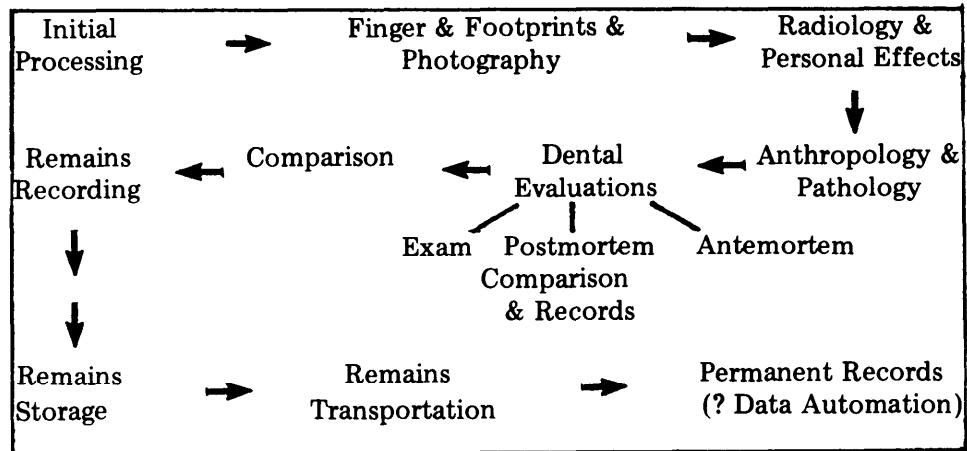 Initial
Processing
Finger & Footprints &
Photography
Radiology &
Personal Effects
Anthropology &
Pathology
Dental
Evaluations
Exam
Postmortem
Comparison
& Records
Antemortem
Comparison
Remains
Recording
Remains
Storage
Remains
Transportation
Permanent Records
(? Data Automation)